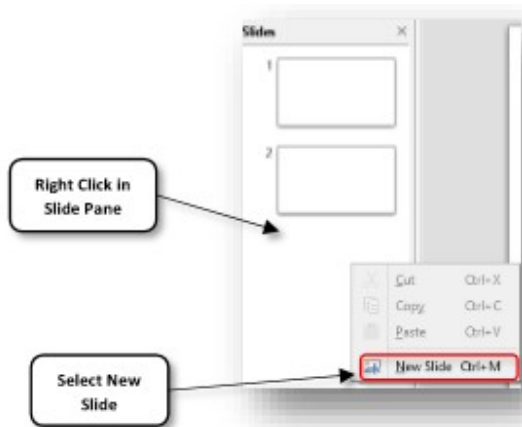 Slides
1
2
Right Click in
Slide Pane
Cut Ctrl+X
Copy Ctrl+C
Paste Ctrl+V
New Slide Ctrl+M
Select New
Slide